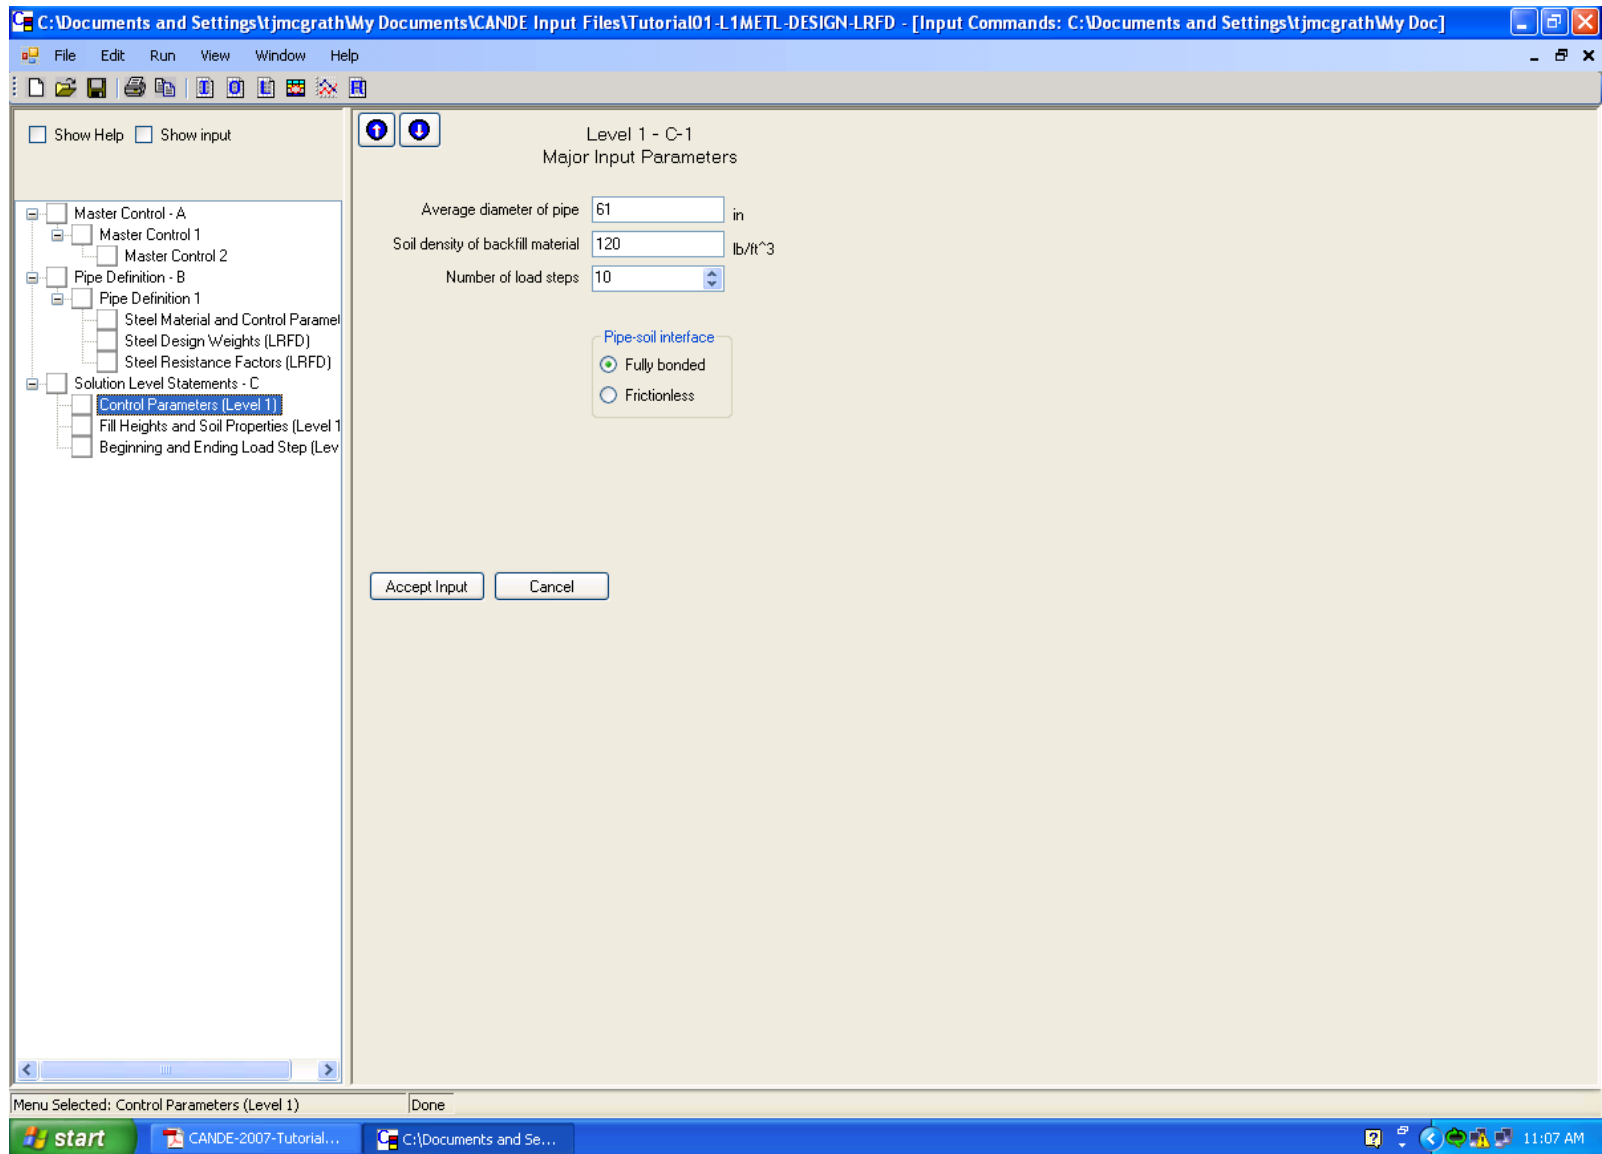 C:\Documents and Settings\tjmcgrath\My Documents\CANDE Input Files\Tutorial01-L1METL-DESIGN-LRFD - [Input Commands: C:\Documents and Settings\tjmcgrath\My Doc]
File Edit Run View Window Help
Show Help Show input
Master Control - A
Master Control 1
Master Control 2
Pipe Definition - B
Pipe Definition 1
Steel Material and Control Paramet
Steel Design Weights (LRFD)
Steel Resistance Factors (LRFD)
Solution Level Statements - C
Control Parameters (Level 1)
Fill Heights and Soil Properties (Level 1
Beginning and Ending Load Step (Lev
Level 1 - C-1
Major Input Parameters
Average diameter of pipe 61 in
Soil density of backfill material 120 lb/ft^3
Number of load steps 10
Pipe-soil interface
Fully bonded
Frictionless
Accept Input Cancel
Menu Selected: Control Parameters (Level 1) Done
start CANDE-2007-Tutorial... C:\Documents and Se... 11:07 AM